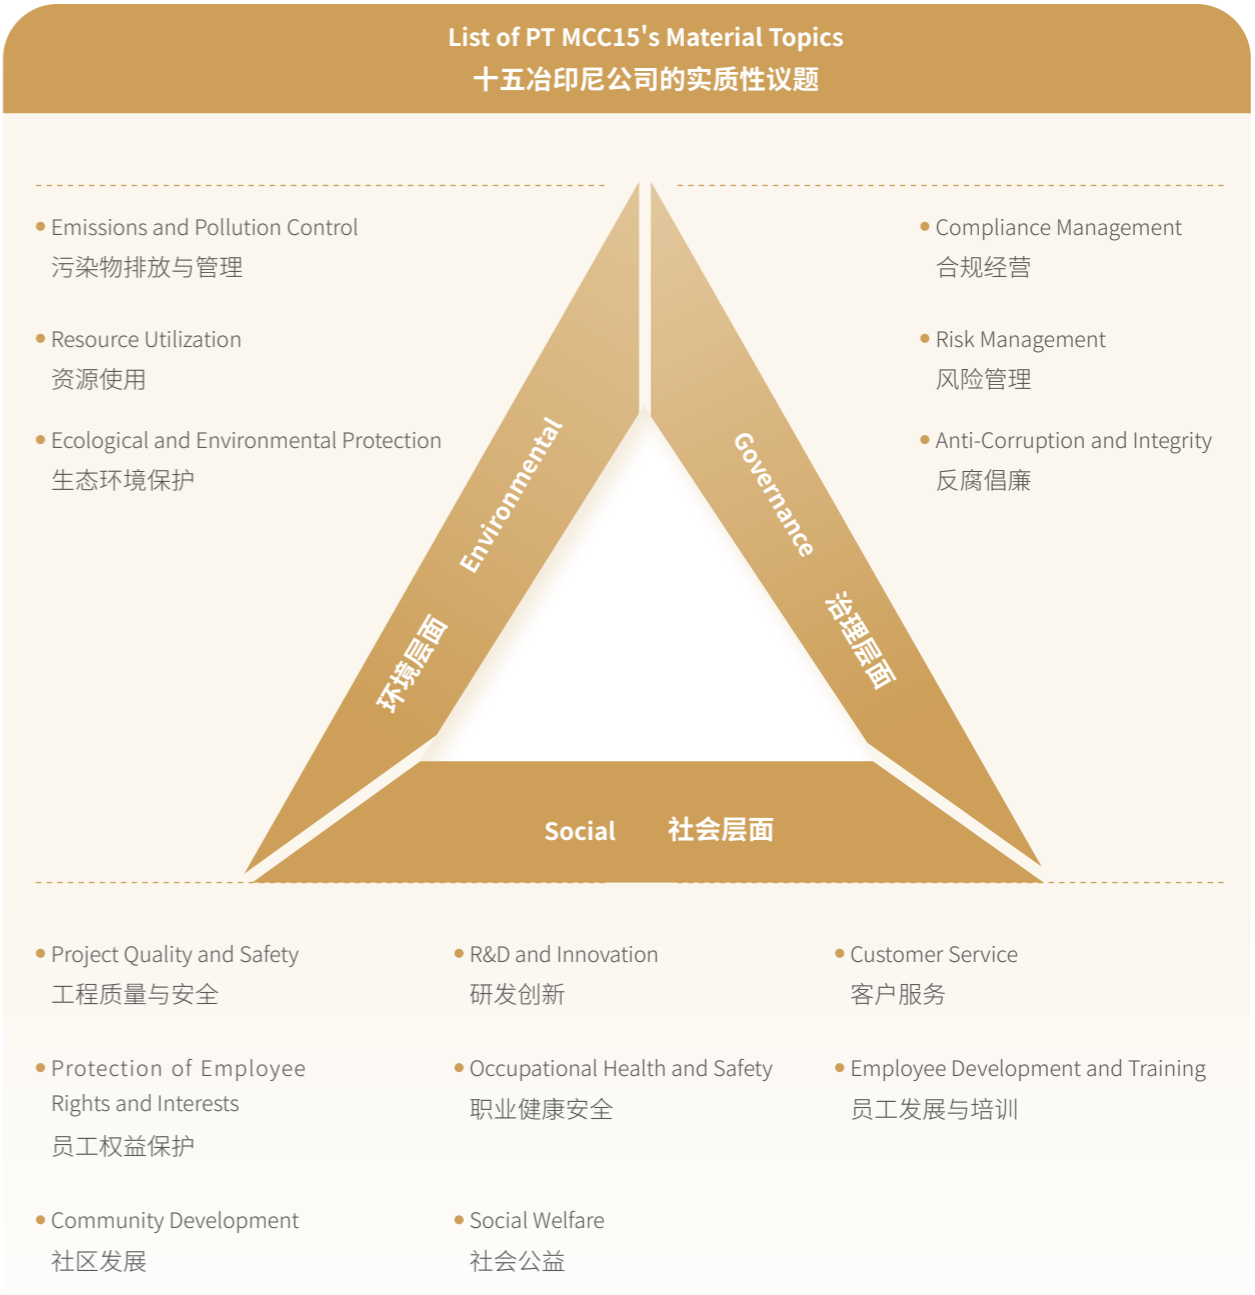 List of PT MCC15's Material Topics
十五冶印尼公司的实质性议题
• Emissions and Pollution Control
污染物排放与管理
• Resource Utilization
资源使用
• Ecological and Environmental Protection
生态环境保护
• Compliance Management
合规经营
• Risk Management
风险管理
• Anti-Corruption and Integrity
反腐倡廉
Environmental
环境层面
Governance
治理层面
Social 社会层面
• Project Quality and Safety
工程质量与安全
• R&D and Innovation
研发创新
• Customer Service
客户服务
• Protection of Employee
Rights and Interests
员工权益保护
• Occupational Health and Safety
职业健康安全
• Employee Development and Training
员工发展与培训
• Community Development
社区发展
• Social Welfare
社会公益